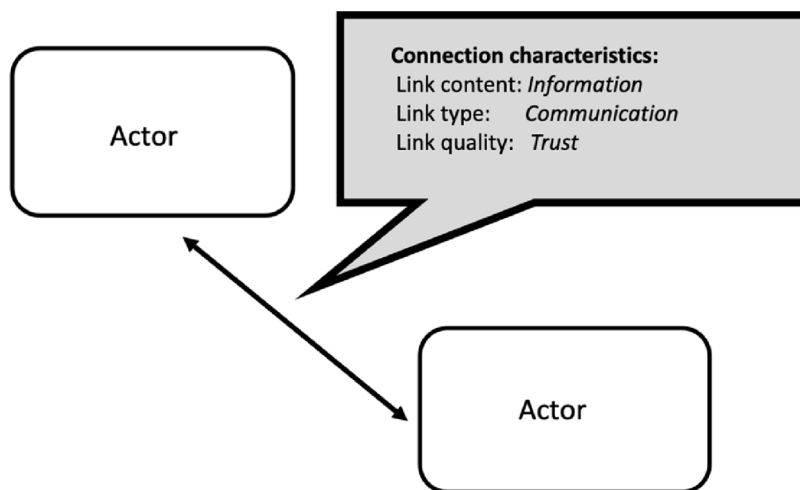 Connection characteristics:
Link content: Information
Link type: Communication
Link quality: Trust
Actor
Actor